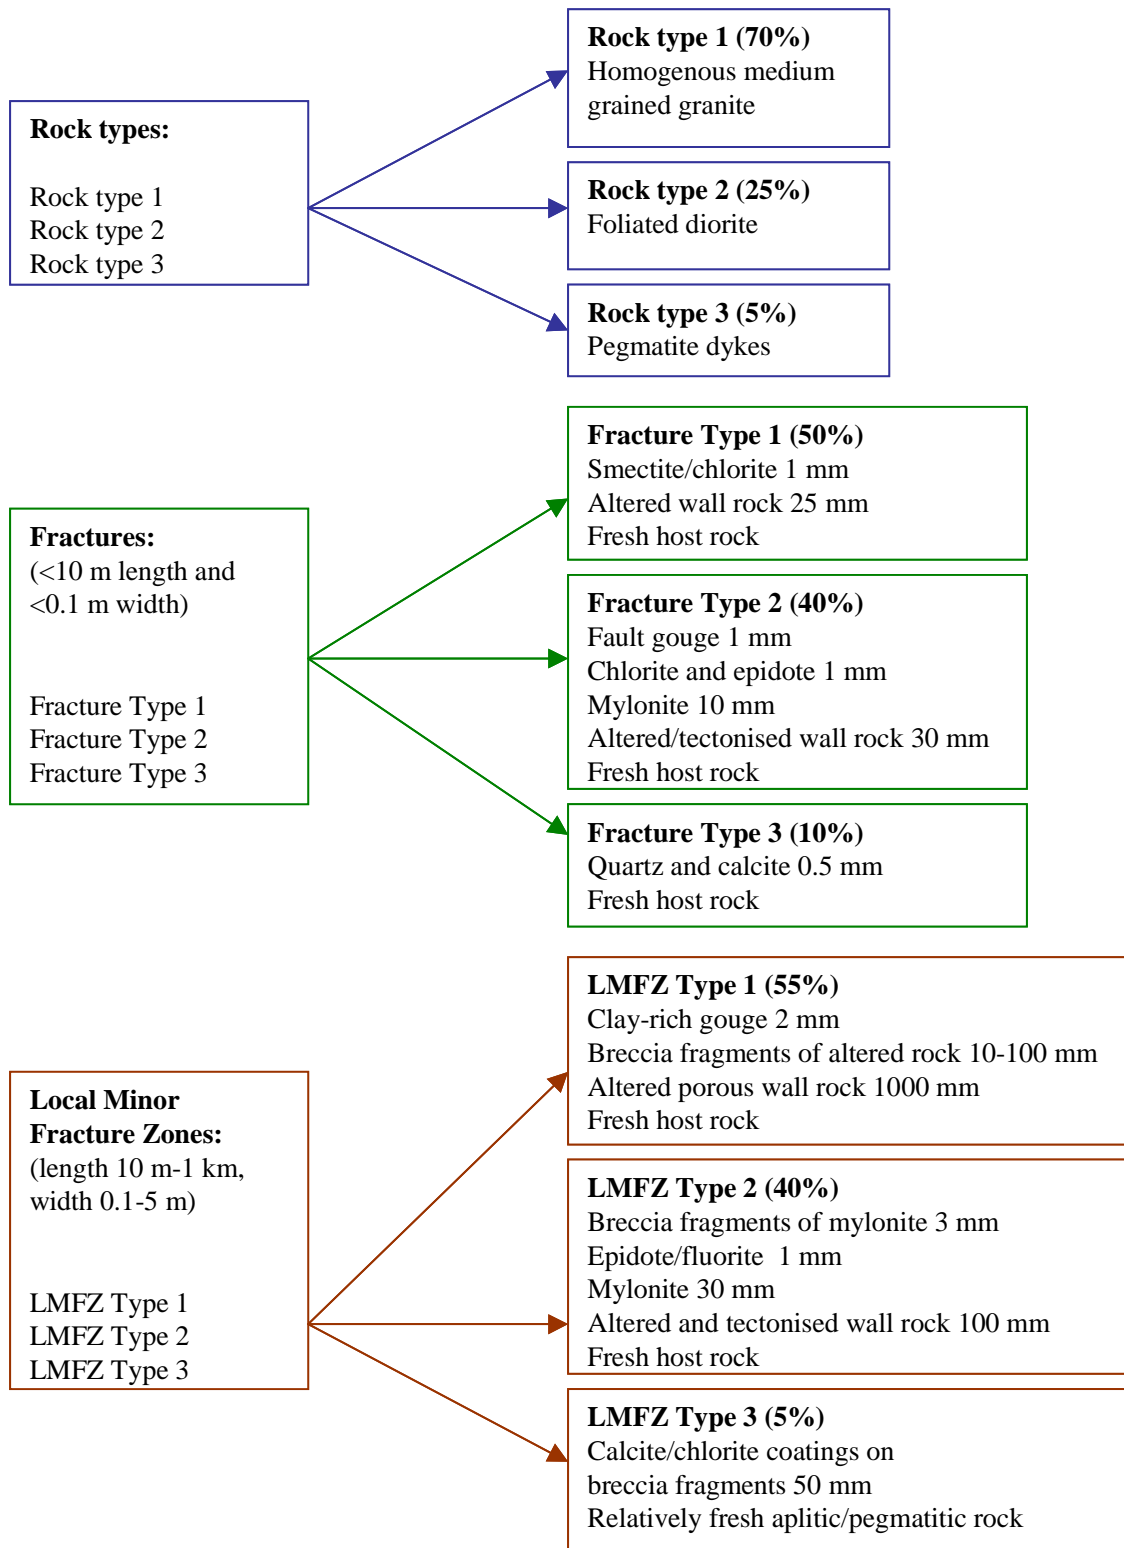 Rock types:
Rock type 1
Rock type 2
Rock type 3
Rock type 1 (70%)
Homogenous medium
grained granite
Rock type 2 (25%)
Foliated diorite
Rock type 3 (5%)
Pegmatite dykes
Fractures:
(<10 m length and
<0.1 m width)
Fracture Type 1
Fracture Type 2
Fracture Type 3
Fracture Type 1 (50%)
Smectite/chlorite 1 mm
Altered wall rock 25 mm
Fresh host rock
Fracture Type 2 (40%)
Fault gouge 1 mm
Chlorite and epidote 1 mm
Mylonite 10 mm
Altered/tectonised wall rock 30 mm
Fresh host rock
Fracture Type 3 (10%)
Quartz and calcite 0.5 mm
Fresh host rock
Local Minor
Fracture Zones:
(length 10 m-1 km,
width 0.1-5 m)
LMFZ Type 1
LMFZ Type 2
LMFZ Type 3
LMFZ Type 1 (55%)
Clay-rich gouge 2 mm
Breccia fragments of altered rock 10-100 mm
Altered porous wall rock 1000 mm
Fresh host rock
LMFZ Type 2 (40%)
Breccia fragments of mylonite 3 mm
Epidote/fluorite  1 mm
Mylonite 30 mm
Altered and tectonised wall rock 100 mm
Fresh host rock
LMFZ Type 3 (5%)
Calcite/chlorite coatings on
breccia fragments 50 mm
Relatively fresh aplitic/pegmatitic rock